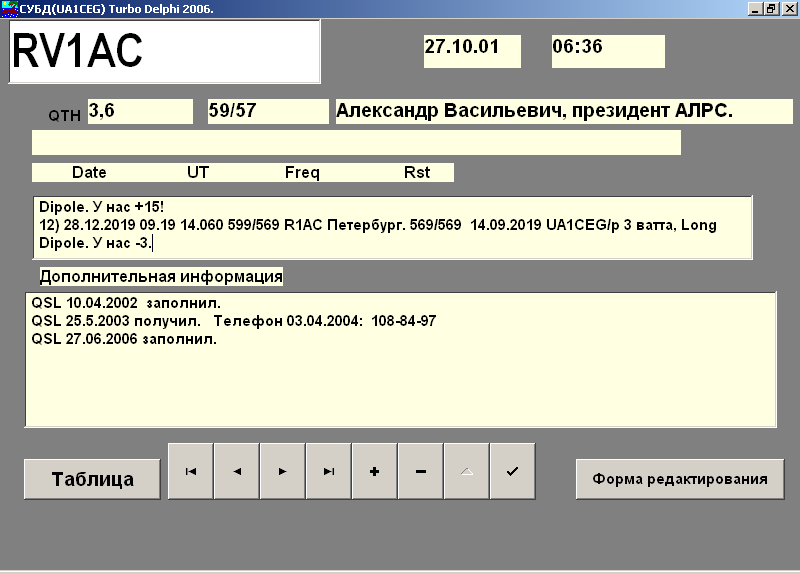 СУБД(UA1CEG) Turbo Delphi 2006.
RV1AC
27.10.01 06:36
QTH 3,6 59/57 Александр Васильевич, президент АЛРС.
Date UT Freq Rst
Dipole. У нас +15!
12) 28.12.2019 09.19 14.060 599/569 R1AC Петербург. 569/569 14.09.2019 UA1CEG/p 3 ватта, Long
Dipole. У нас -3.
Дополнительная информация
QSL 10.04.2002 заполнил.
QSL 25.5.2003 получил. Телефон 03.04.2004: 108-84-97
QSL 27.06.2006 заполнил.
Таблица
Форма редактирования